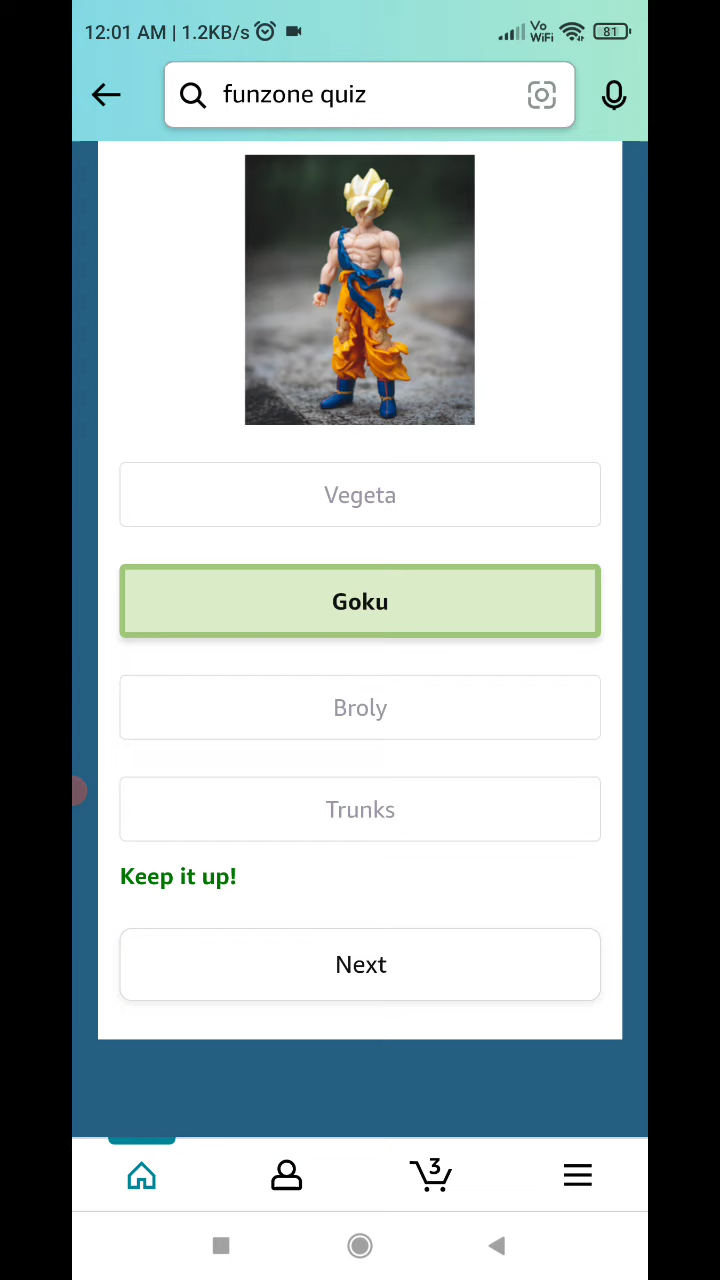 12:01 AM | 1.2KB/s
Vo
WiFi
81
funzone quiz
Vegeta
Goku
Broly
Trunks
Keep it up!
Next
3